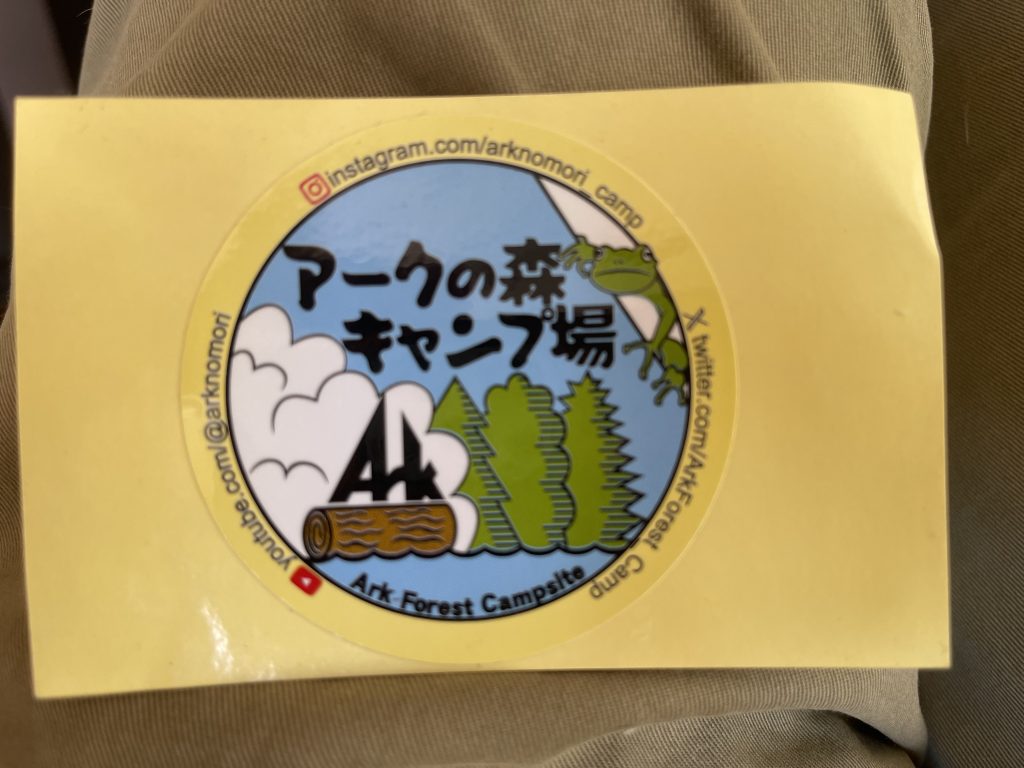 instagram.com/arknomori_camp
アークの森
キャンプ場
Ark
Ark Forest Campsite
youtube.com/@arknomori
X twitter.com/ArkForest_Camp